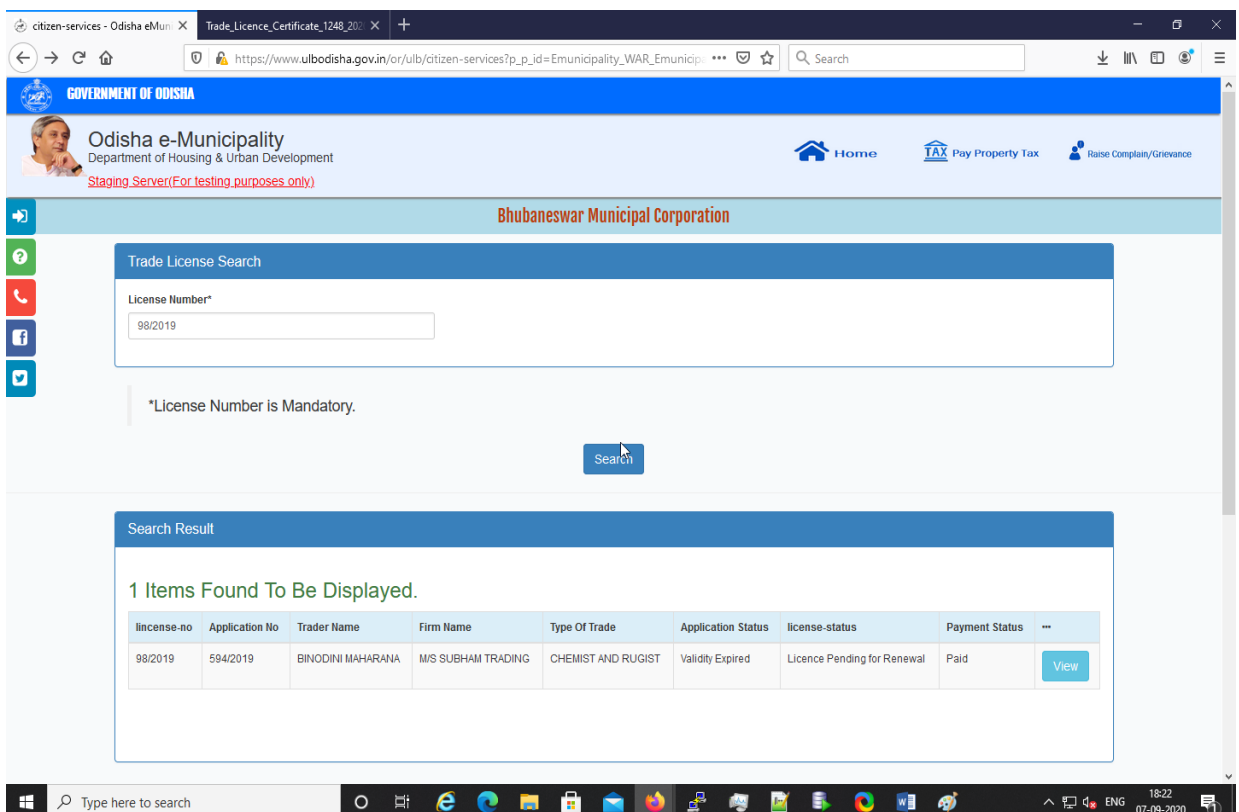 citizen-services - Odisha eMuni
Trade_Licence_Certificate_1248_202
https://www.ulbodisha.gov.in/or/ulb/citizen-services?p_p_id=Emunicipality_WAR_Emunicip
Search
GOVERNMENT OF ODISHA
Odisha e-Municipality
Department of Housing & Urban Development
Staging Server(For testing purposes only)
Home
TAX Pay Property Tax
Raise Complain/Grievance
Bhubaneswar Municipal Corporation
Trade License Search
License Number*
98/2019
*License Number is Mandatory.
Search
Search Result
1 Items Found To Be Displayed.
lincense-no Application No Trader Name Firm Name Type Of Trade Application Status license-status Payment Status ...
98/2019 594/2019 BINODINI MAHARANA M/S SUBHAM TRADING CHEMIST AND RUGIST Validity Expired Licence Pending for Renewal Paid View
Type here to search
ENG
18:22
07-09-2020